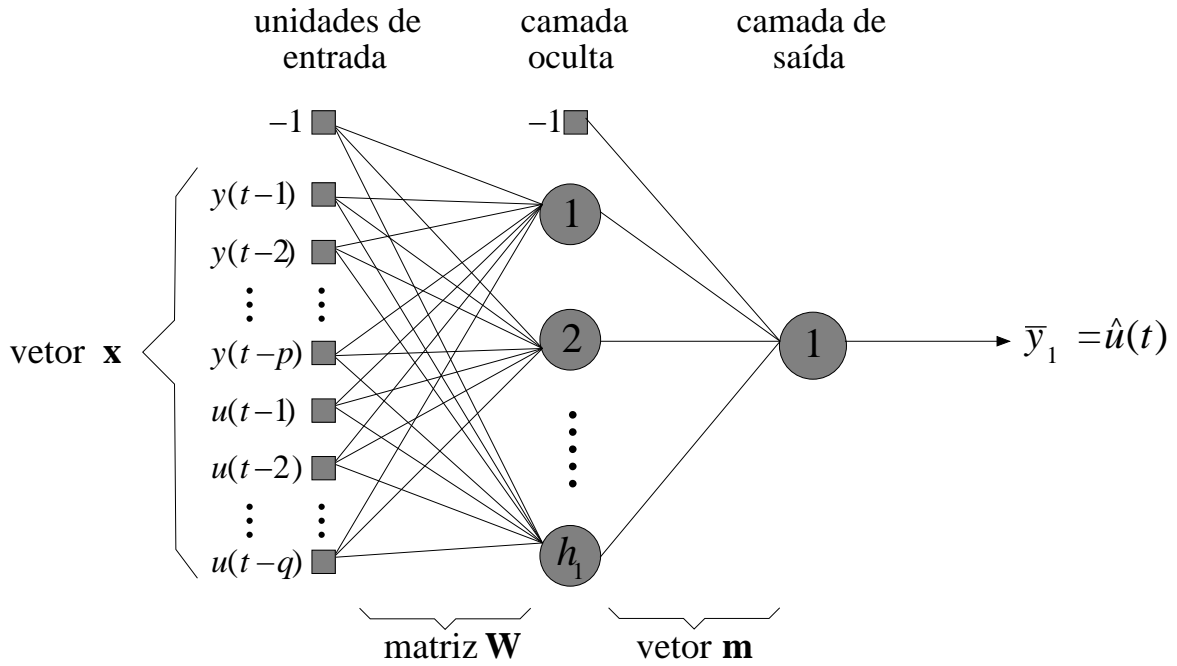 unidades de
entrada
camada
oculta
camada de
saída
−1
−1
y(t−1)
1
y(t−2)
y(t−p)
2
1
y̅₁ = û(t)
vetor x
u(t−1)
u(t−2)
u(t−q)
h₁
matriz W
vetor m